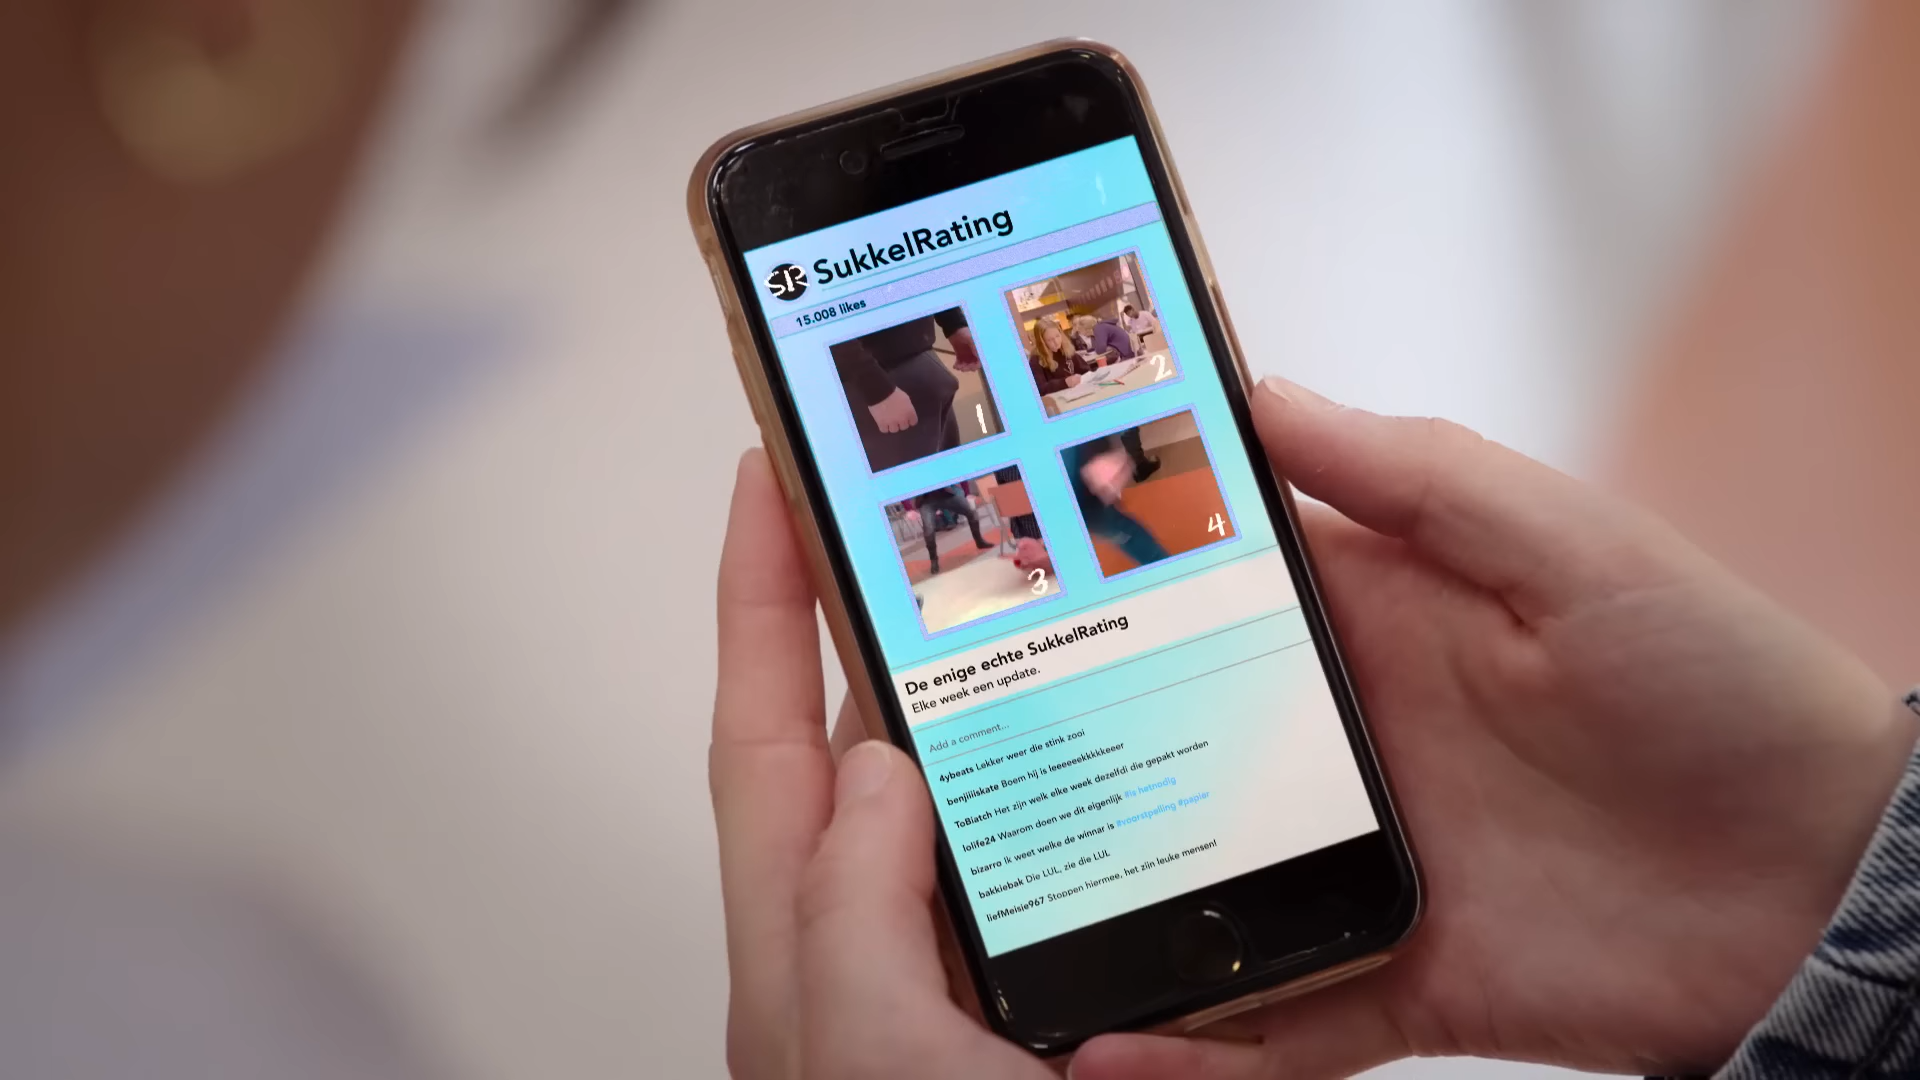 SR SukkelRating
15.008 likes
1
2
3
4
De enige echte SukkelRating
Elke week een update.
Add a comment...
4ybeats Lekker weer die stink zooi
benjiiiskate Boem hij is leeeeeekkkkkeeer
ToBiatch Het zijn welk elke week dezelfdi die gepakt worden
lolife24 Waarom doen we dit eigenlijk #is hetnodig
bizarro ik weet welke de winnar is #voorstpelling #papier
bakkiebak Die LUL, zie die LUL
liefMeisje967 Stoppen hiermee, het zijn leuke mensen!